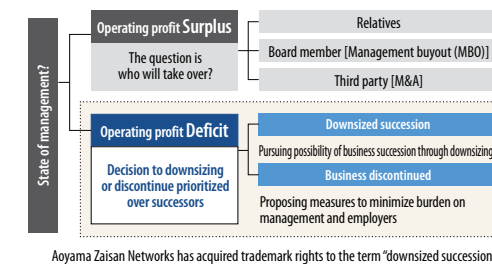 State of management?
Operating profit Surplus
The question is
who will take over?
Relatives
Board member [Management buyout (MBO)]
Third party [M&A]
Operating profit Deficit
Decision to downsizing
or discontinue prioritized
over successors
Downsized succession
Pursuing possibility of business succession through downsizing
Business discontinued
Proposing measures to minimize burden on
management and employers
Aoyama Zaisan Networks has acquired trademark rights to the term “downsized succession